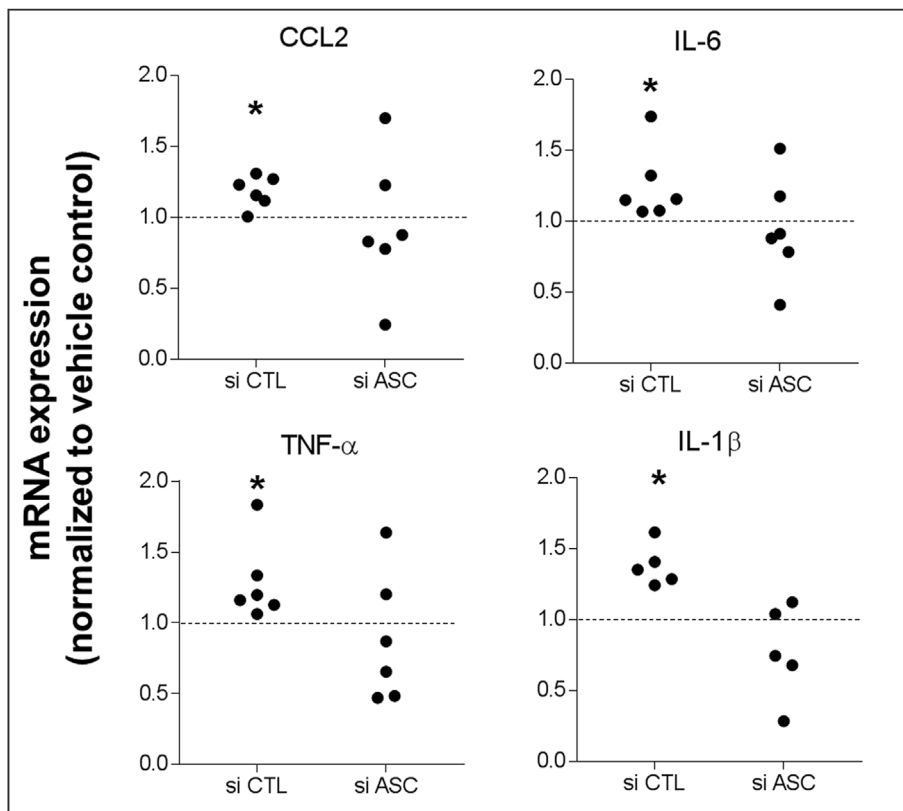 mRNA expression
(normalized to vehicle control)
CCL2
2.0
1.5
1.0
0.5
0.0
*
si CTL
si ASC
IL-6
2.0
1.5
1.0
0.5
0.0
*
si CTL
si ASC
TNF-α
2.0
1.5
1.0
0.5
0.0
*
si CTL
si ASC
IL-1β
2.0
1.5
1.0
0.5
0.0
*
si CTL
si ASC